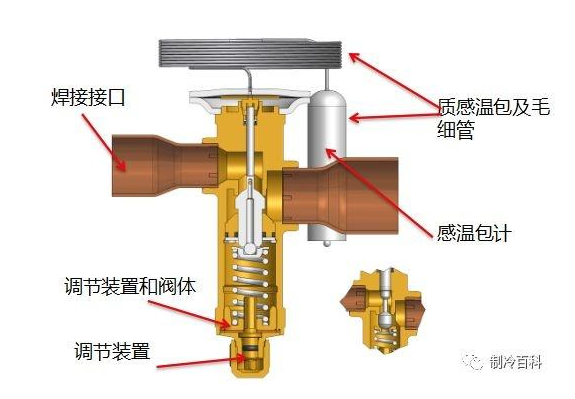 焊接接口
质感温包及毛
细管
感温包计
调节装置和阀体
调节装置
制冷百科